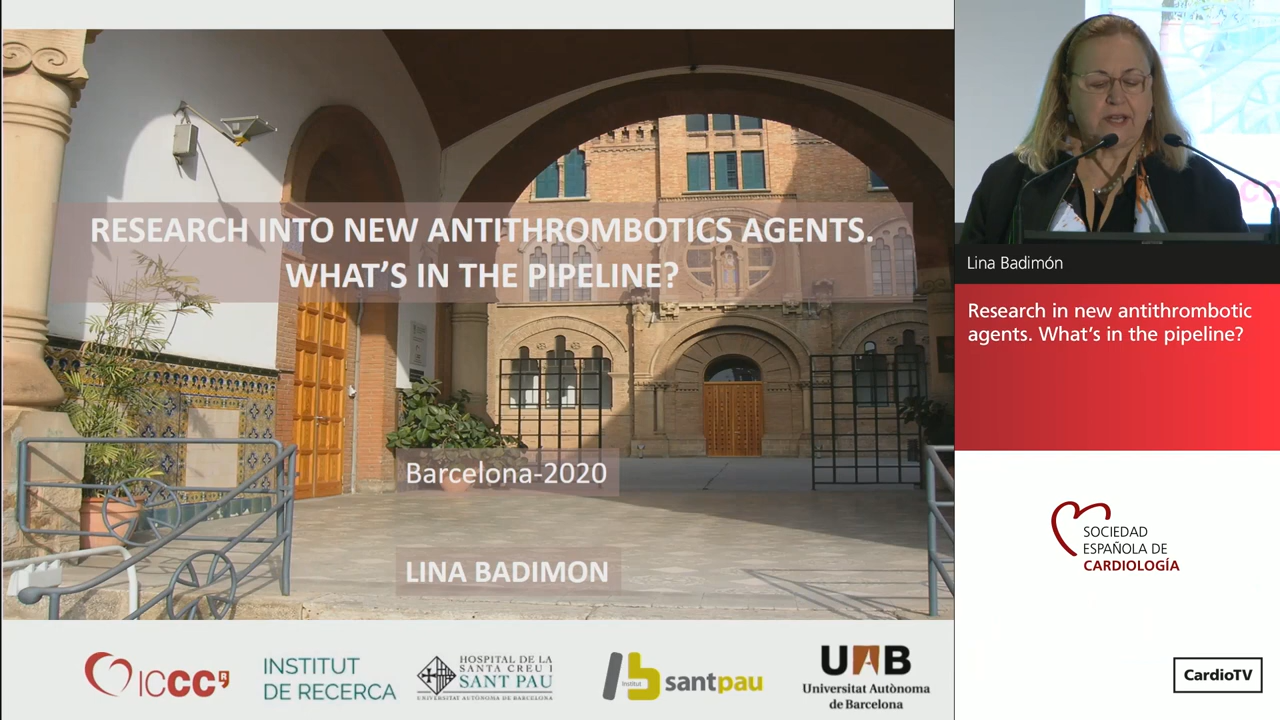 RESEARCH INTO NEW ANTITHROMBOTICS AGENTS.
WHAT'S IN THE PIPELINE?
Barcelona-2020
LINA BADIMON
ICCC
INSTITUT
DE RECERCA
HOSPITAL DE LA
SANTA CREU I
SANT PAU
UNIVERSITAT AUTÒNOMA DE BARCELONA
institut
santpau
UAB
Universitat Autònoma
de Barcelona
Lina Badimón
Research in new antithrombotic
agents. What's in the pipeline?
SOCIEDAD
ESPAÑOLA DE
CARDIOLOGÍA
CardioTV